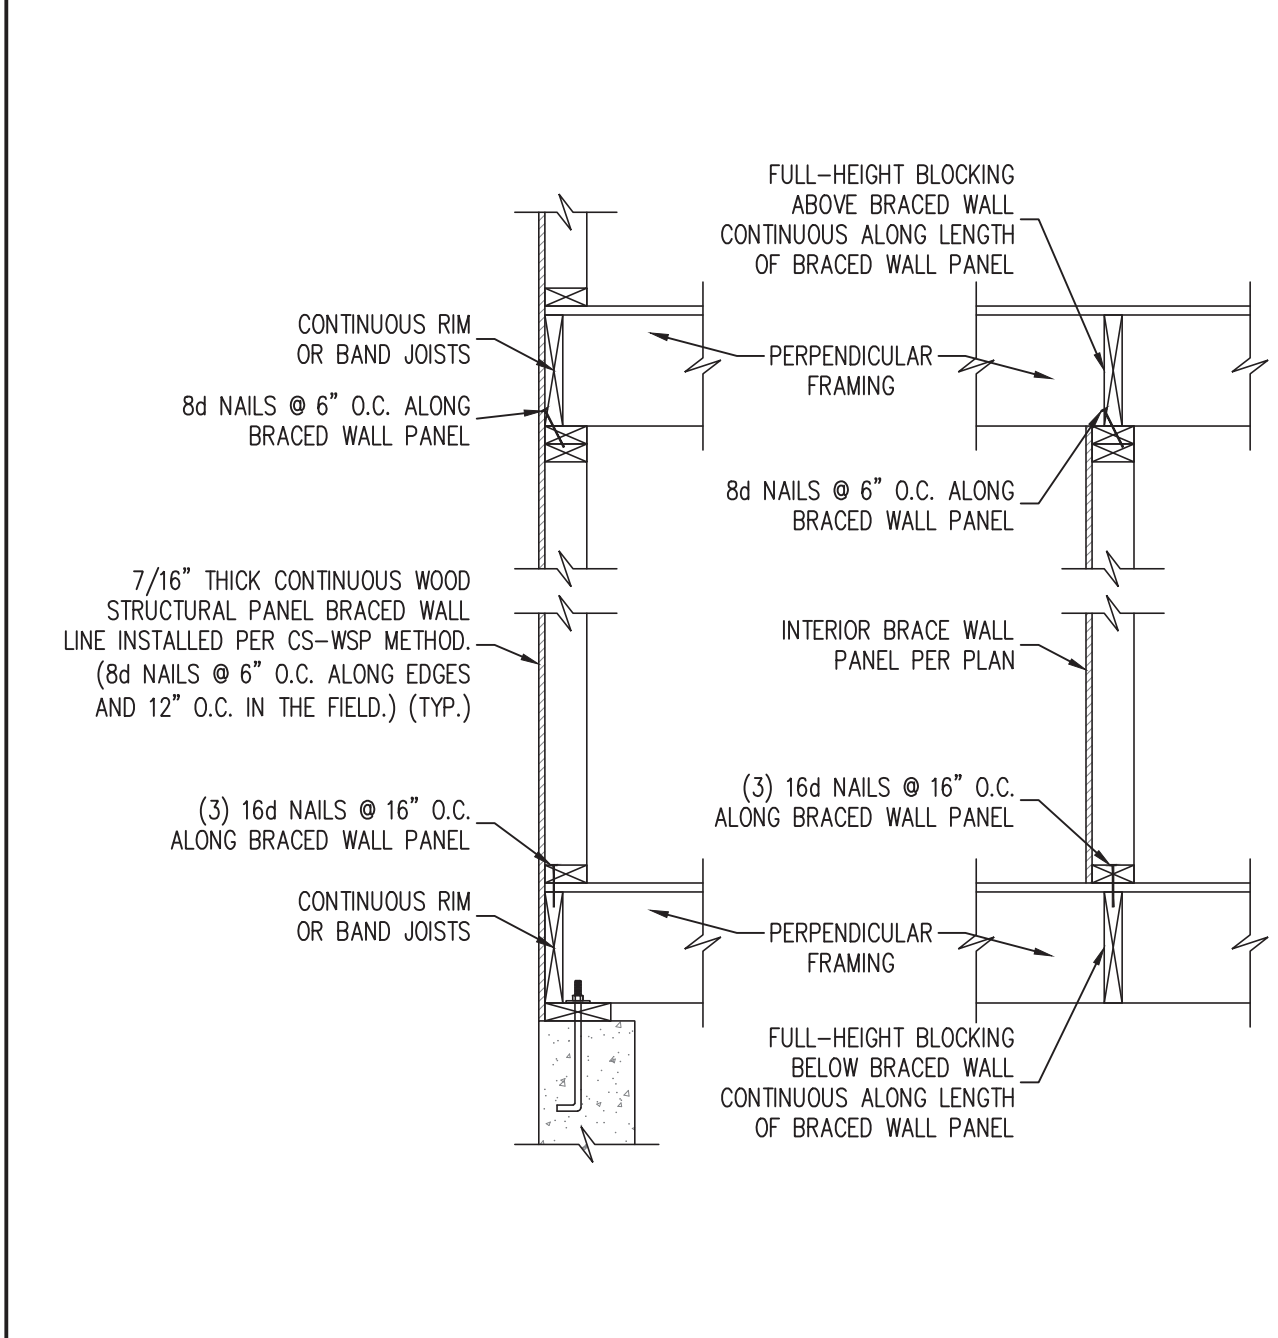 FULL-HEIGHT BLOCKING
ABOVE BRACED WALL
CONTINUOUS ALONG LENGTH
OF BRACED WALL PANEL
CONTINUOUS RIM
OR BAND JOISTS
PERPENDICULAR
FRAMING
8d NAILS @ 6" O.C. ALONG
BRACED WALL PANEL
8d NAILS @ 6" O.C. ALONG
BRACED WALL PANEL
7/16" THICK CONTINUOUS WOOD
STRUCTURAL PANEL BRACED WALL
LINE INSTALLED PER CS-WSP METHOD.
(8d NAILS @ 6" O.C. ALONG EDGES
AND 12" O.C. IN THE FIELD.) (TYP.)
INTERIOR BRACE WALL
PANEL PER PLAN
(3) 16d NAILS @ 16" O.C.
ALONG BRACED WALL PANEL
(3) 16d NAILS @ 16" O.C.
ALONG BRACED WALL PANEL
CONTINUOUS RIM
OR BAND JOISTS
PERPENDICULAR
FRAMING
FULL-HEIGHT BLOCKING
BELOW BRACED WALL
CONTINUOUS ALONG LENGTH
OF BRACED WALL PANEL